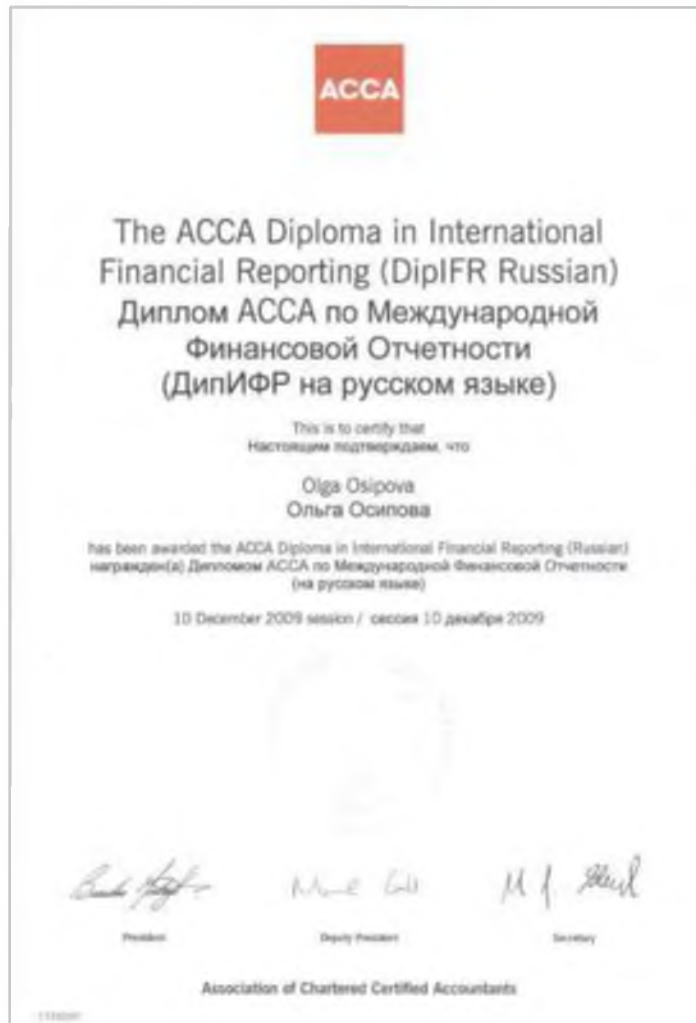 ACCA
The ACCA Diploma in International
Financial Reporting (DipIFR Russian)
Диплом АССА по Международной
Финансовой Отчетности
(ДипИФР на русском языке)
This is to certify that
Настоящим подтверждаем, что
Olga Osipova
Ольга Осипова
has been awarded the ACCA Diploma in International Financial Reporting (Russian)
награжден(а) Дипломом АССА по Международной Финансовой Отчетности
(на русском языке)
10 December 2009 session / сессия 10 декабря 2009
President Deputy President Secretary
Association of Chartered Certified Accountants